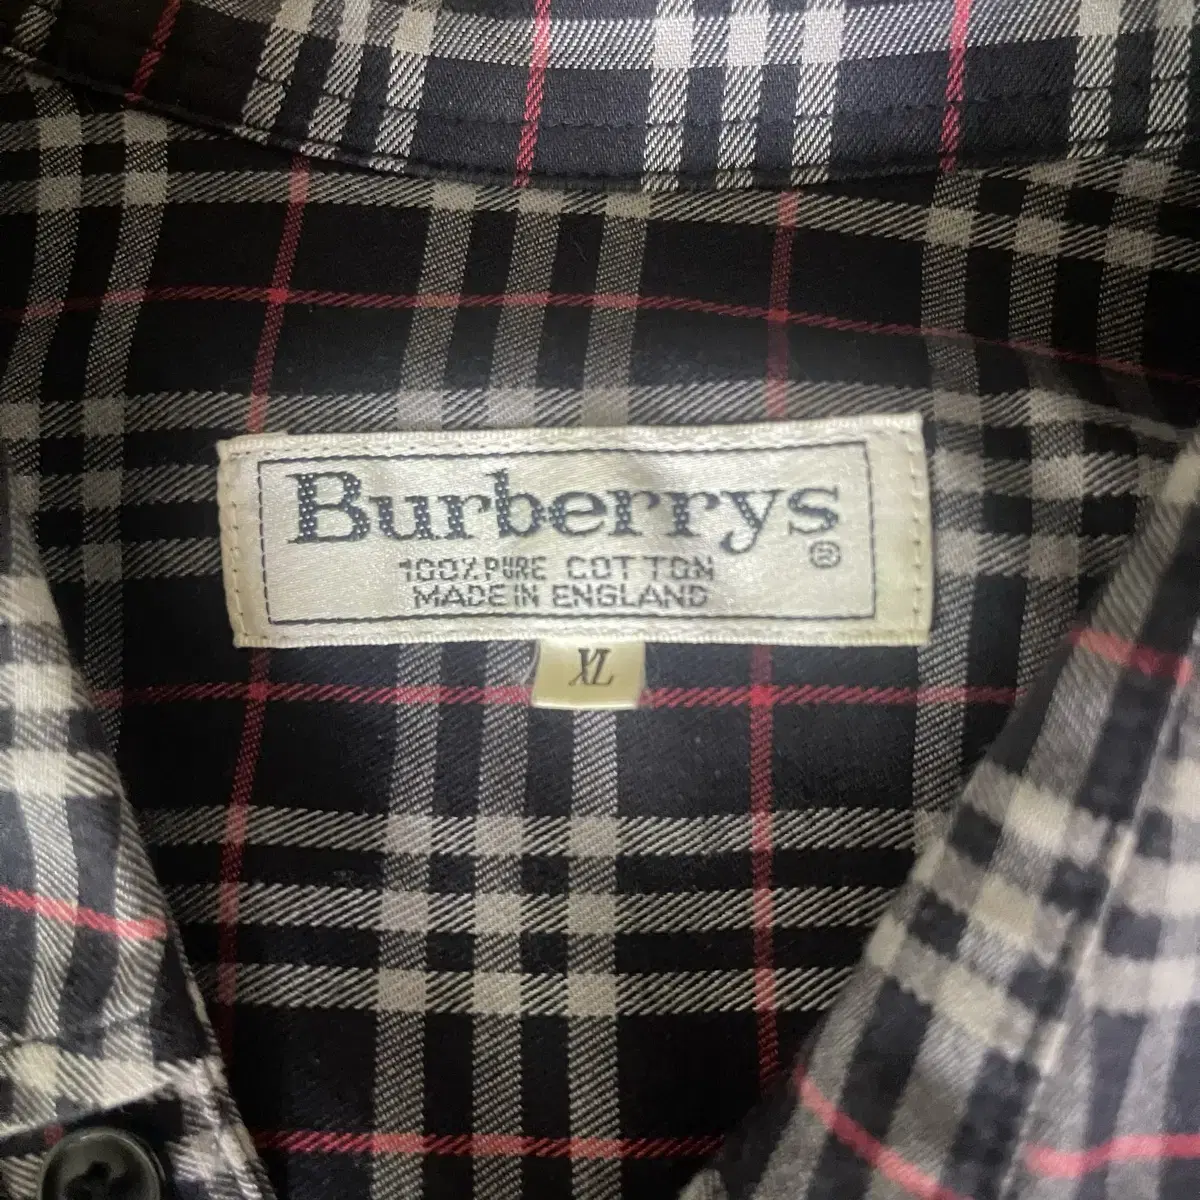 Burberrys
®
100% PURE COTTON
MADE IN ENGLAND
XL